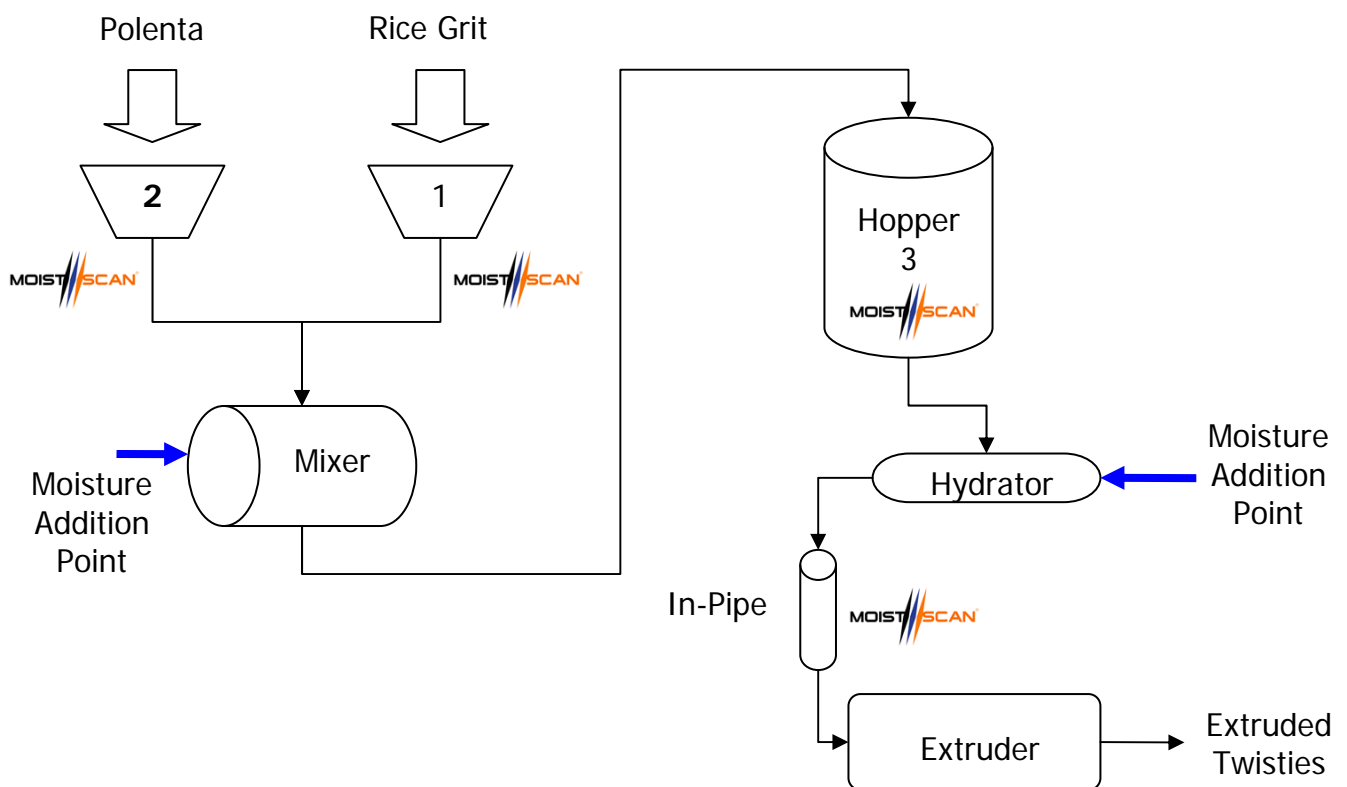 Polenta
Rice Grit
2
1
MOIST SCAN
MOIST SCAN
Mixer
Moisture
Addition
Point
Hopper
3
MOIST SCAN
Hydrator
Moisture
Addition
Point
In-Pipe
MOIST SCAN
Extruder
Extruded
Twisties